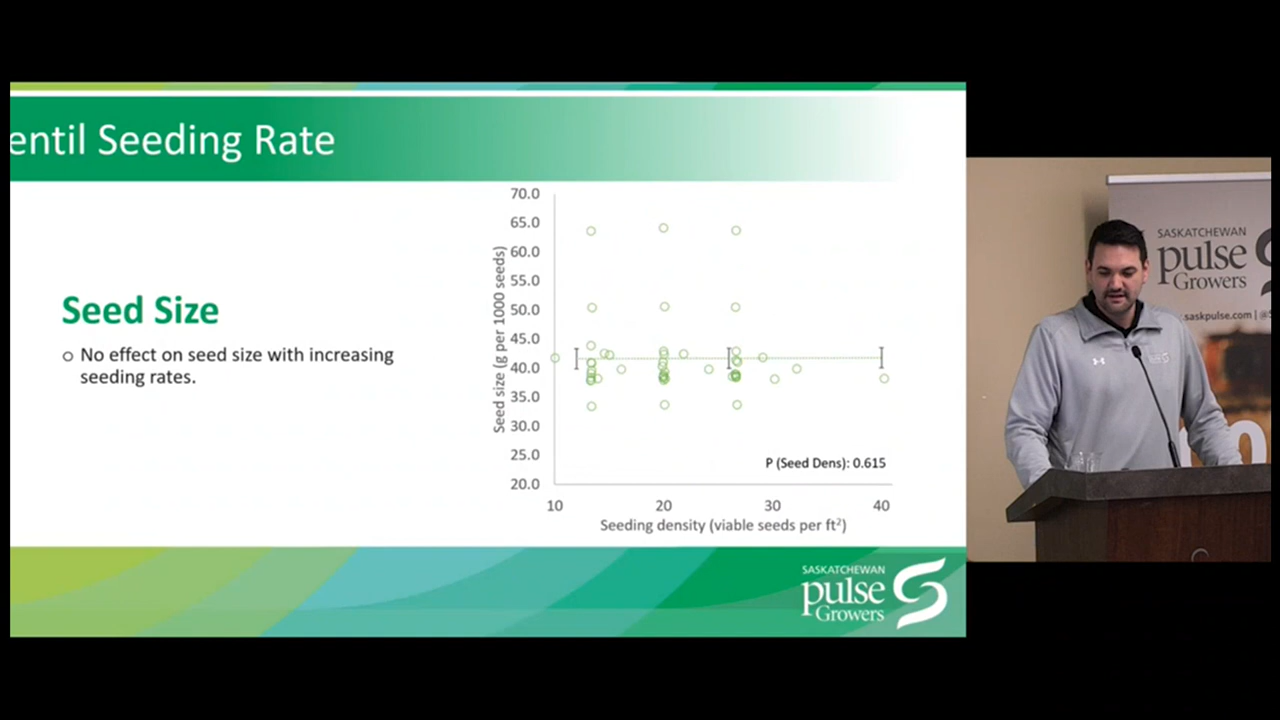 entil Seeding Rate
Seed Size
No effect on seed size with increasing
seeding rates.
Seed size (g per 1000 seeds)
70.0
65.0
60.0
55.0
50.0
45.0
40.0
35.0
30.0
25.0
20.0
P (Seed Dens): 0.615
10 20 30 40
Seeding density (viable seeds per ft²)
SASKATCHEWAN
pulse
Growers
SASKATCHEWAN
pulse
Growers
saskpulse.com | @S